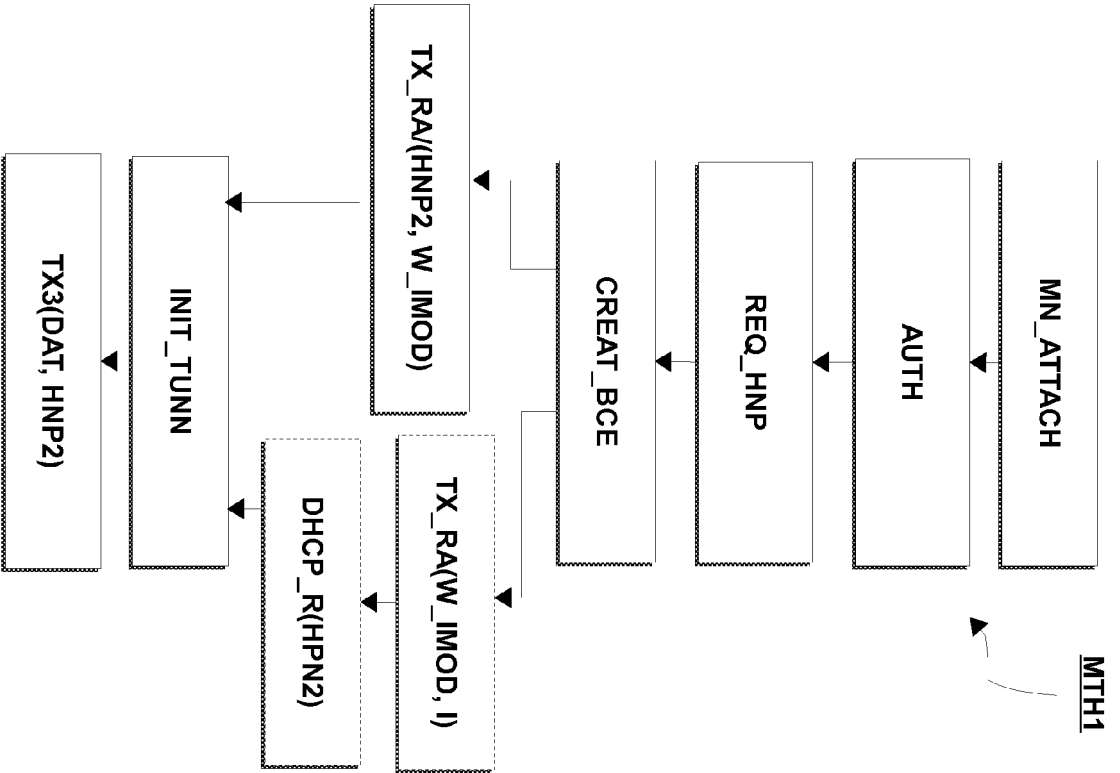 MTH1
MN_ATTACH
AUTH
REQ_HNP
CREAT_BCE
TX_RA/(HNP2, W_IMOD)
TX_RA(W_IMOD, I)
DHCP_R(HPN2)
INIT_TUNN
TX3(DAT, HNP2)